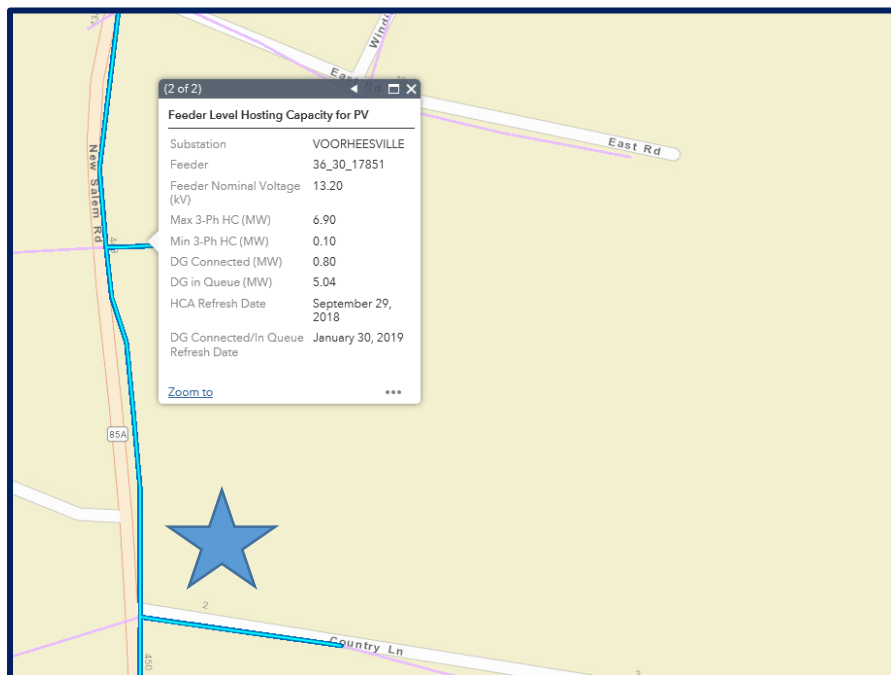 Windi
East Rd
East Rd
(2 of 2)
Feeder Level Hosting Capacity for PV
Substation VOORHEESVILLE
Feeder 36_30_17851
Feeder Nominal Voltage 13.20
(kV)
Max 3-Ph HC (MW) 6.90
Min 3-Ph HC (MW) 0.10
DG Connected (MW) 0.80
DG in Queue (MW) 5.04
HCA Refresh Date September 29,
2018
DG Connected/In Queue January 30, 2019
Refresh Date
Zoom to
New Salem Rd
85A
2
Country Ln
450